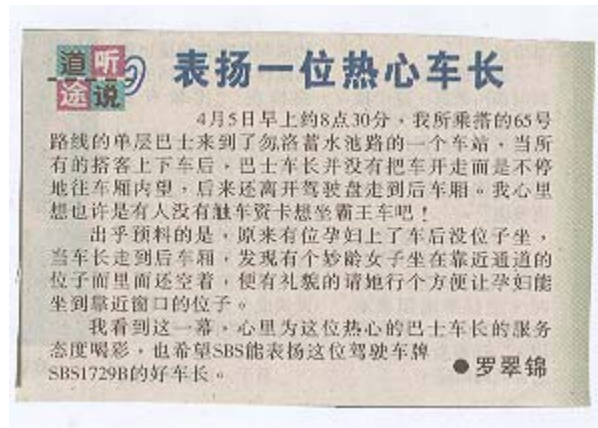 道听
途说
表扬一位热心车长
4月5日早上约8点30分，我所乘搭的65号
路线的单层巴士来到了勿洛蓄水池路的一个车站，当所
有的搭客上下车后，巴士车长并没有把车开走而是不停
地往车厢内望，后来还离开驾驶盘走到后车厢。我心里
想也许是有人没有触车资卡想坐霸王车吧！
出乎预料的是，原来有位孕妇上了车后没位子坐，
当车长走到后车厢，发现有个妙龄女子坐在靠近通道的
位子而里面还空着，便有礼貌的请她行个方便让孕妇能
坐到靠近窗口的位子。
我看到这一幕，心里为这位热心的巴士车长的服务
态度喝彩，也希望SBS能表扬这位驾驶车牌
SBS1729B的好车长。
●罗翠锦